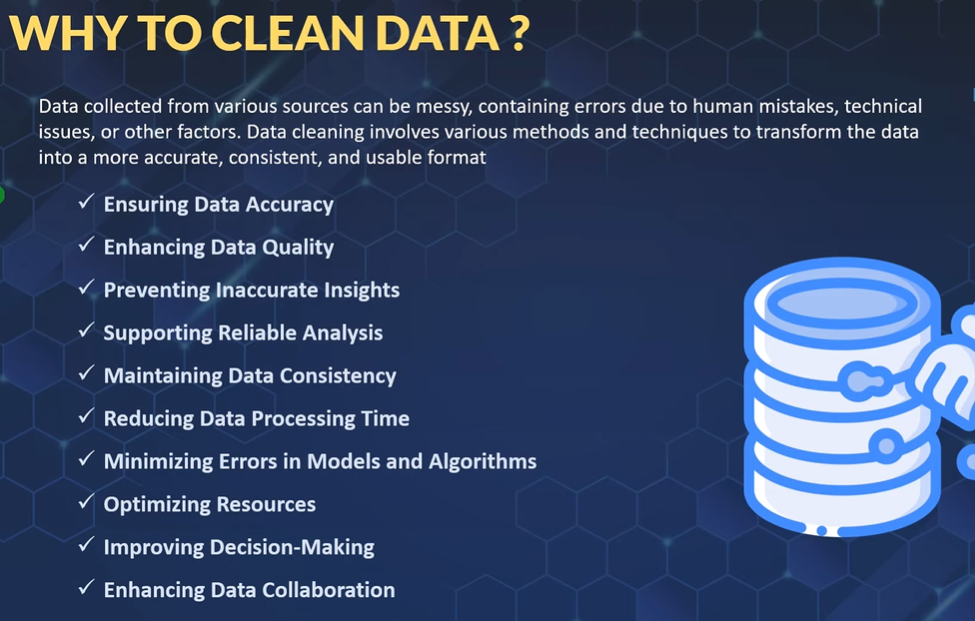 WHY TO CLEAN DATA ?
Data collected from various sources can be messy, containing errors due to human mistakes, technical
issues, or other factors. Data cleaning involves various methods and techniques to transform the data
into a more accurate, consistent, and usable format
✓ Ensuring Data Accuracy
✓ Enhancing Data Quality
✓ Preventing Inaccurate Insights
✓ Supporting Reliable Analysis
✓ Maintaining Data Consistency
✓ Reducing Data Processing Time
✓ Minimizing Errors in Models and Algorithms
✓ Optimizing Resources
✓ Improving Decision-Making
✓ Enhancing Data Collaboration